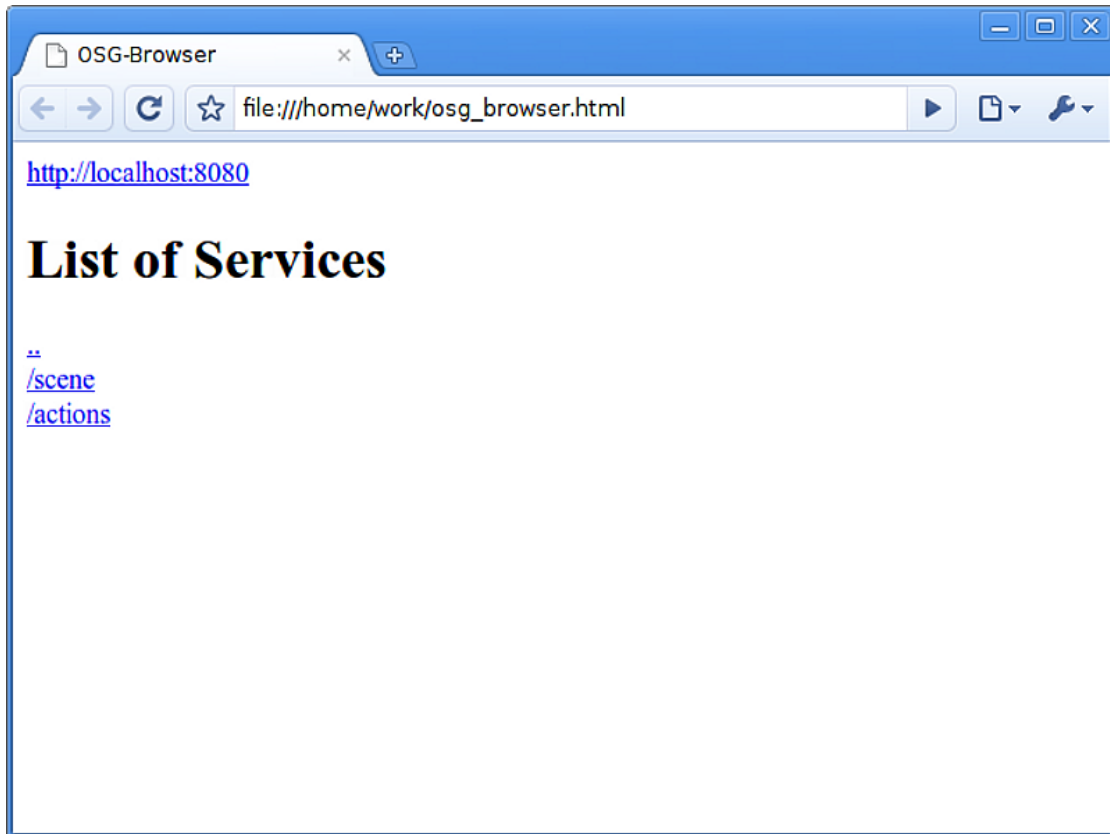 OSG-Browser
file:///home/work/osg_browser.html
http://localhost:8080
List of Services
..
/scene
/actions